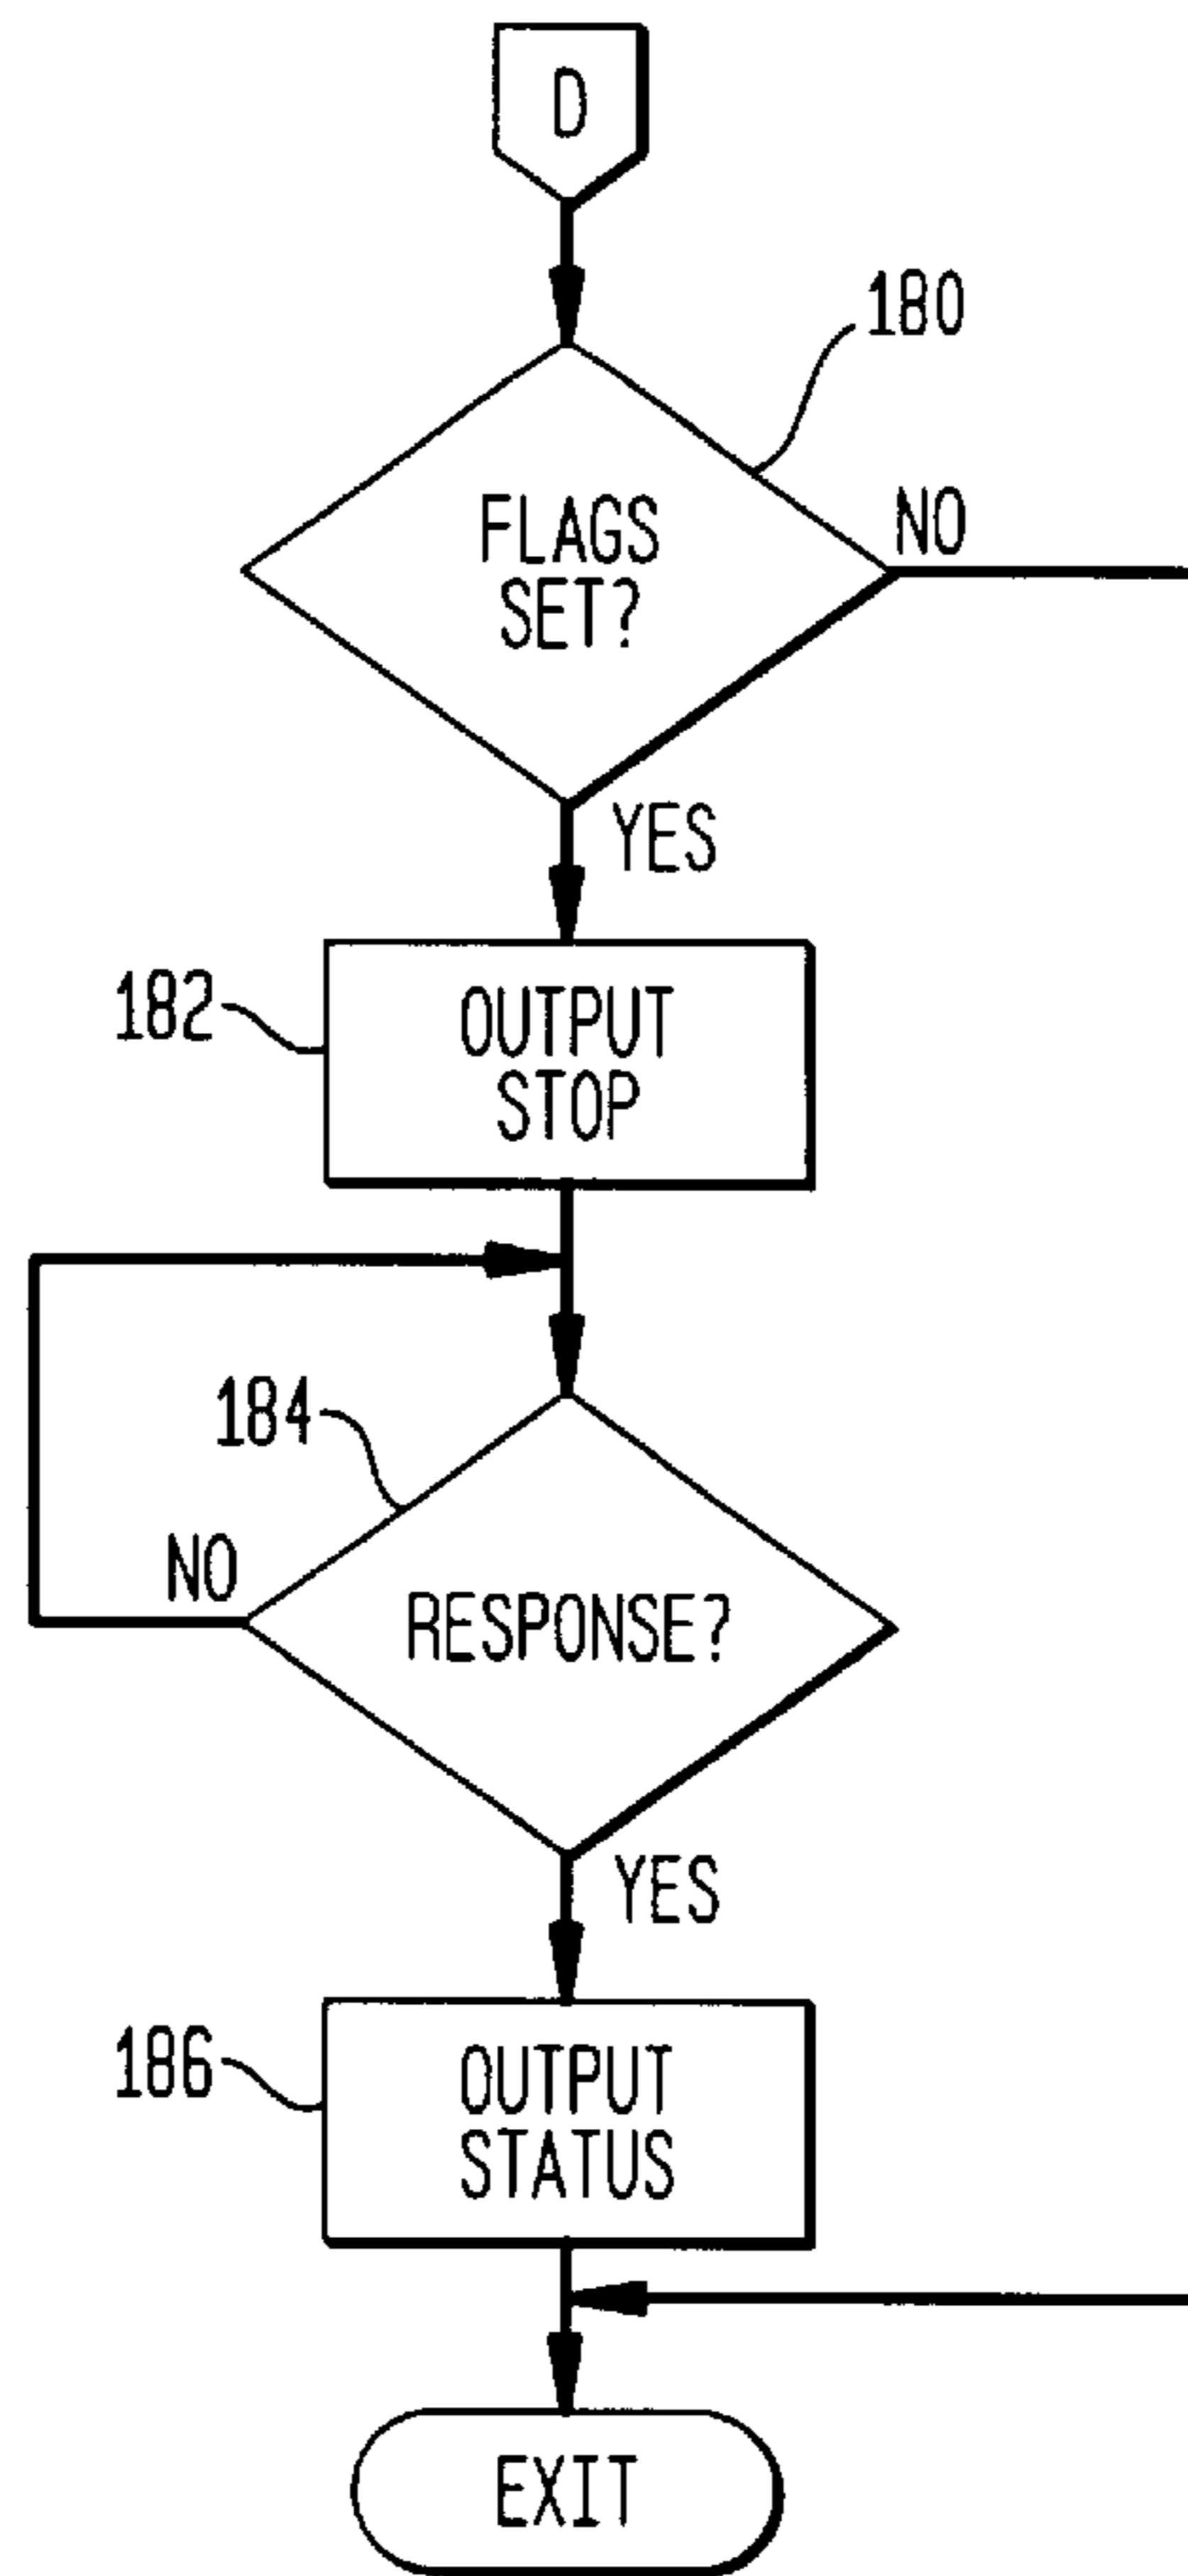 D
180
FLAGS
SET?
NO
YES
182
OUTPUT
STOP
184
NO
RESPONSE?
YES
186
OUTPUT
STATUS
EXIT